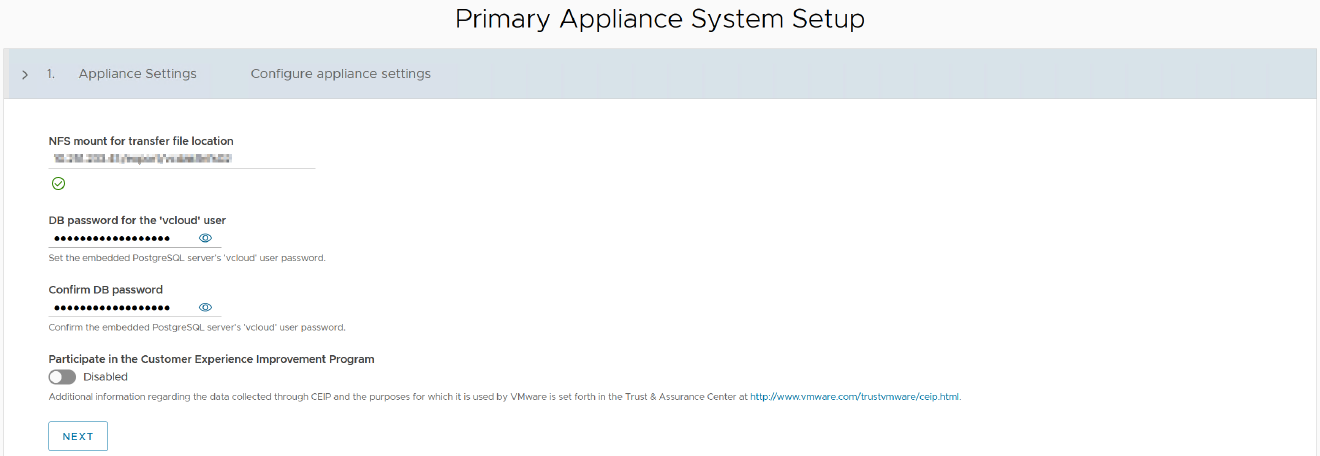 Primary Appliance System Setup
1. Appliance Settings Configure appliance settings
NFS mount for transfer file location
DB password for the 'vcloud' user
••••••••••••••••••
Set the embedded PostgreSQL server's 'vcloud' user password.
Confirm DB password
••••••••••••••••••
Confirm the embedded PostgreSQL server's 'vcloud' user password.
Participate in the Customer Experience Improvement Program
Disabled
Additional information regarding the data collected through CEIP and the purposes for which it is used by VMware is set forth in the Trust & Assurance Center at http://www.vmware.com/trustvmware/ceip.html.
NEXT